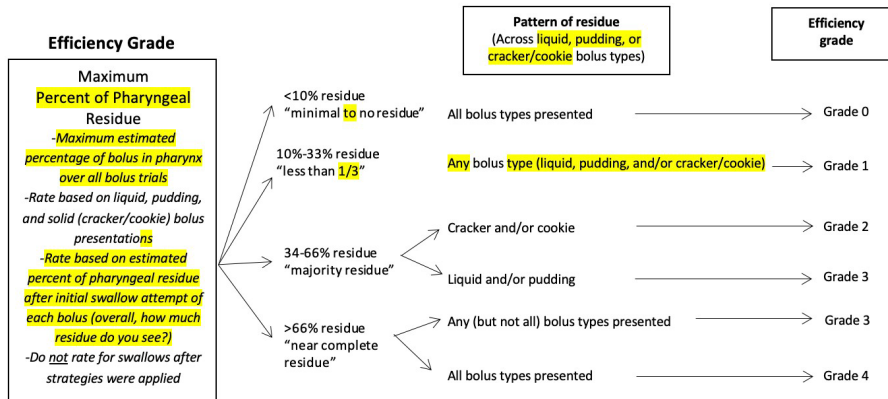 Efficiency Grade
Maximum
Percent of Pharyngeal
Residue
-Maximum estimated
percentage of bolus in pharynx
over all bolus trials
-Rate based on liquid, pudding,
and solid (cracker/cookie) bolus
presentations
-Rate based on estimated
percent of pharyngeal residue
after initial swallow attempt of
each bolus (overall, how much
residue do you see?)
-Do not rate for swallows after
strategies were applied
<10% residue
“minimal to no residue”
10%-33% residue
“less than 1/3”
34-66% residue
“majority residue”
>66% residue
“near complete
residue”
Pattern of residue
(Across liquid, pudding, or
cracker/cookie bolus types)
All bolus types presented
Any bolus type (liquid, pudding, and/or cracker/cookie)
Cracker and/or cookie
Liquid and/or pudding
Any (but not all) bolus types presented
All bolus types presented
Efficiency
grade
Grade 0
Grade 1
Grade 2
Grade 3
Grade 3
Grade 4